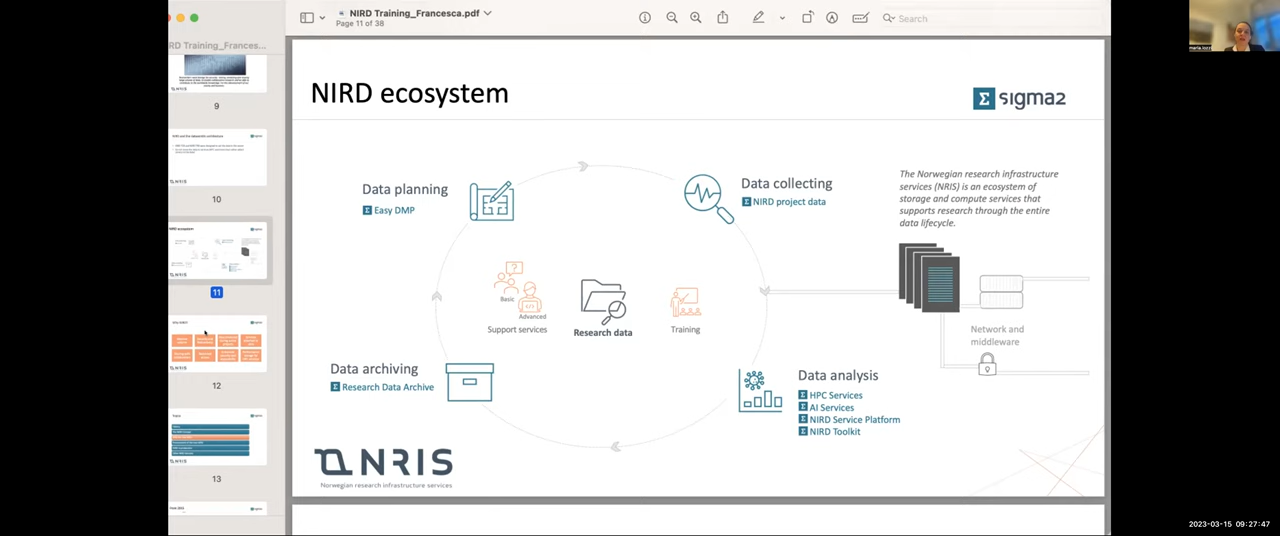 NIRD Training_Francesca.pdf
Page 11 of 38
Search
RD Training_Frances...
9
10
11
12
13
NIRD ecosystem
Σ sigma2
Data planning
Σ Easy DMP
Data collecting
Σ NIRD project data
The Norwegian research infrastructure
services (NRIS) is an ecosystem of
storage and compute services that
supports research through the entire
data lifecycle.
Basic
Advanced
Support services
Research data
Training
Network and
middleware
Data archiving
Σ Research Data Archive
Data analysis
Σ HPC Services
Σ AI Services
Σ NIRD Service Platform
Σ NIRD Toolkit
NRIS
Norwegian research infrastructure services
2023-03-15 09:27:47